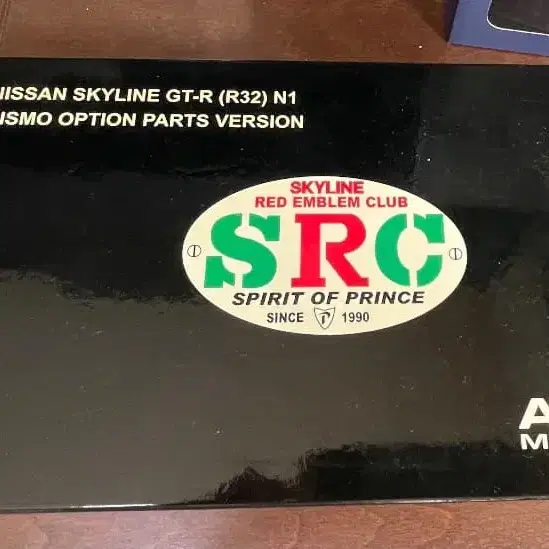 NISSAN SKYLINE GT-R (R32) N1
ISMO OPTION PARTS VERSION
SKYLINE
RED EMBLEM CLUB
SRC
SPIRIT OF PRINCE
SINCE 1990
A
M